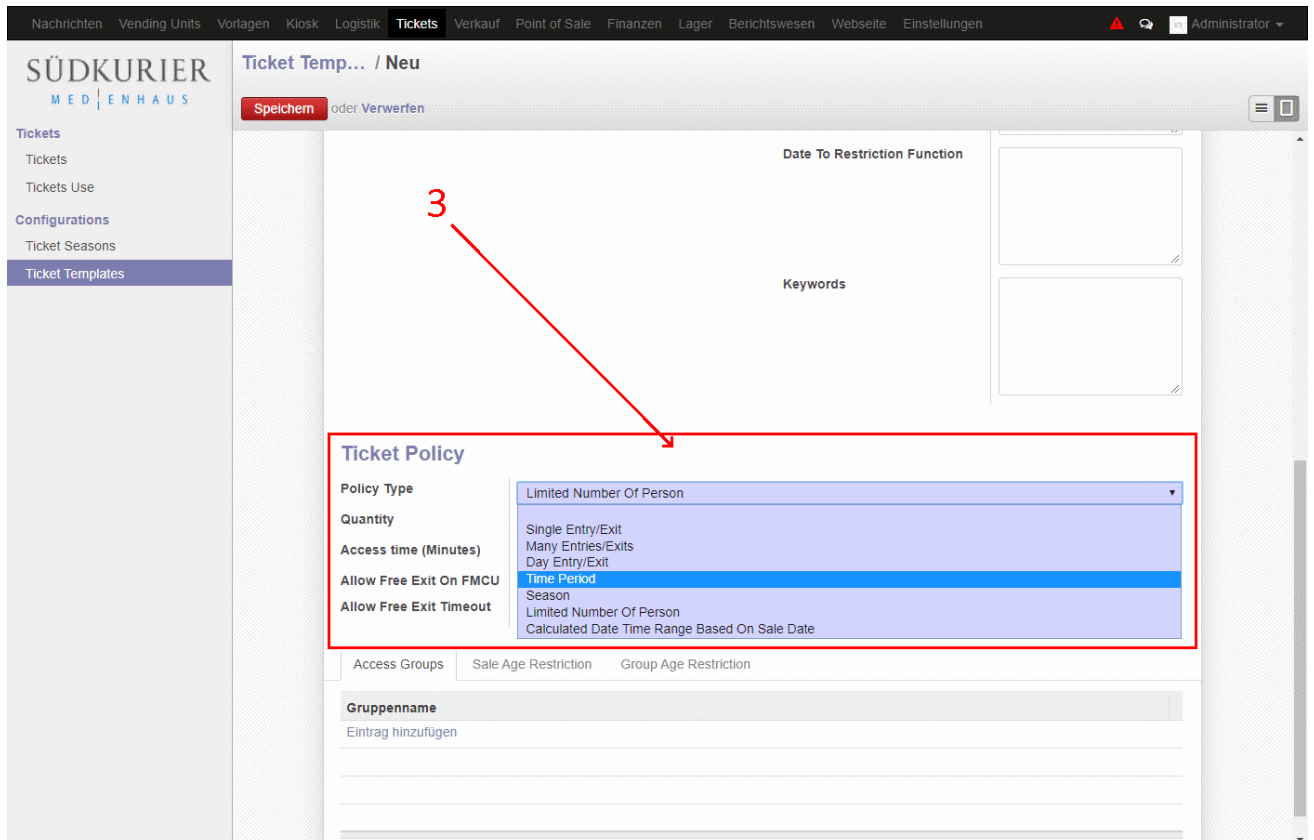 Nachrichten Vending Units Vorlagen Kiosk Logistik Tickets Verkauf Point of Sale Finanzen Lager Berichtswesen Webseite Einstellungen Administrator
SÜDKURIER
MEDIENHAUS
Ticket Temp... / Neu
Speichern oder Verwerfen
Tickets
Tickets
Tickets Use
Configurations
Ticket Seasons
Ticket Templates
Date To Restriction Function
3
Keywords
Ticket Policy
Policy Type
Limited Number Of Person
Quantity
Access time (Minutes)
Allow Free Exit On FMCU
Allow Free Exit Timeout
Single Entry/Exit
Many Entries/Exits
Day Entry/Exit
Time Period
Season
Limited Number Of Person
Calculated Date Time Range Based On Sale Date
Access Groups Sale Age Restriction Group Age Restriction
Gruppenname
Eintrag hinzufügen